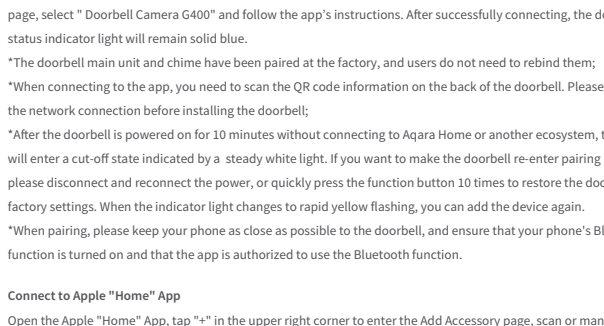 page, select " Doorbell Camera G400" and follow the app's instructions. After successfully connecting, the
status indicator light will remain solid blue.
*The doorbell main unit and chime have been paired at the factory, and users do not need to rebind them;
*When connecting to the app, you need to scan the QR code information on the back of the doorbell. Please
the network connection before installing the doorbell;
*After the doorbell is powered on for 10 minutes without connecting to Aqara Home or another ecosystem,
will enter a cut-off state indicated by a  steady white light. If you want to make the doorbell re-enter pairing
please disconnect and reconnect the power, or quickly press the function button 10 times to restore the
factory settings. When the indicator light changes to rapid yellow flashing, you can add the device again.
*When pairing, please keep your phone as close as possible to the doorbell, and ensure that your phone's
function is turned on and that the app is authorized to use the Bluetooth function.
Connect to Apple "Home" App
Open the Apple "Home" App, tap "+" in the upper right corner to enter the Add Accessory page, scan or